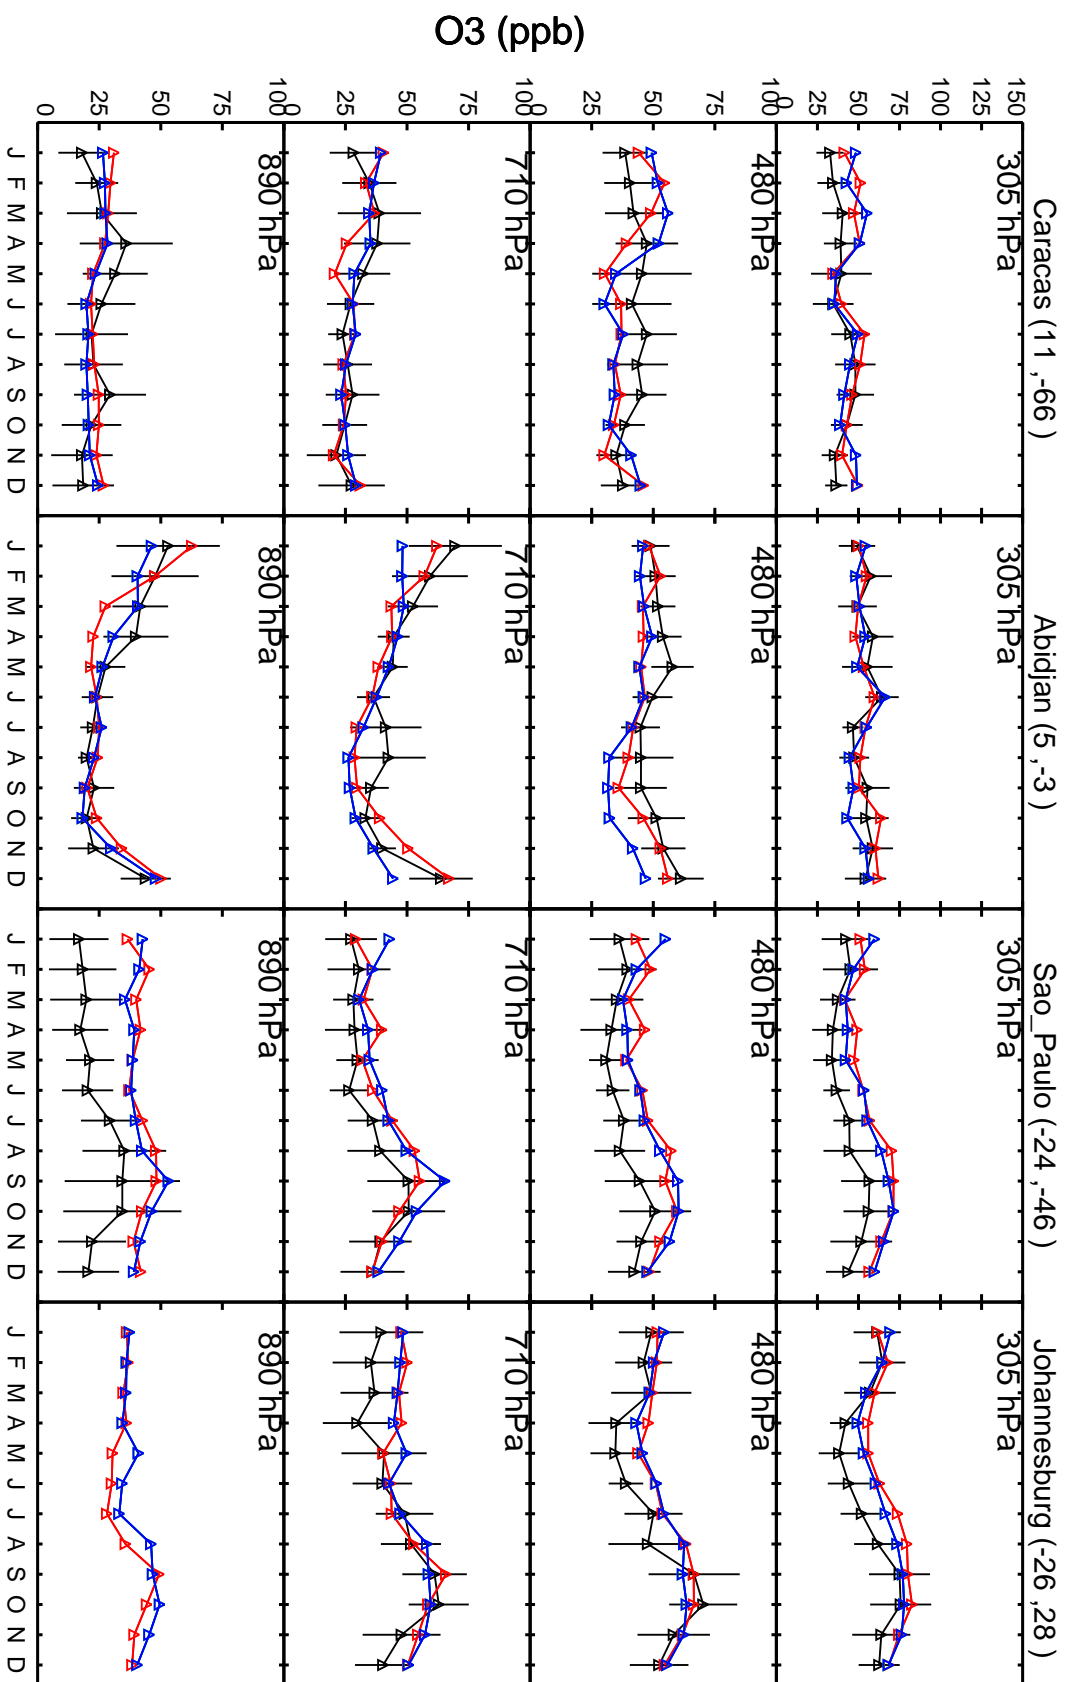 O3 (ppb)
Caracas (11 ,-66 )
Abidjan (5 ,-3 )
Sao_Paulo (-24 ,-46 )
Johannesburg (-26 ,28 )
150
125
100
75
50
25
0
305 hPa
305 hPa
305 hPa
305 hPa
100
75
50
25
0
480 hPa
480 hPa
480 hPa
480 hPa
100
75
50
25
0
710 hPa
710 hPa
710 hPa
710 hPa
100
75
50
25
0
890 hPa
890 hPa
890 hPa
890 hPa
J F M A M J J A S O N D
J F M A M J J A S O N D
J F M A M J J A S O N D
J F M A M J J A S O N D